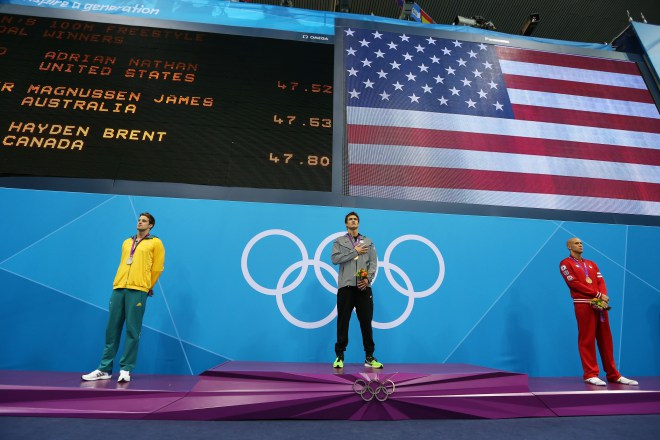 inspire a generation
OMEGA
N'S 100M FREESTYLE
DAL WINNERS
ADRIAN NATHAN
UNITED STATES
47.52
R MAGNUSSEN JAMES
AUSTRALIA
47.53
HAYDEN BRENT
CANADA
47.80